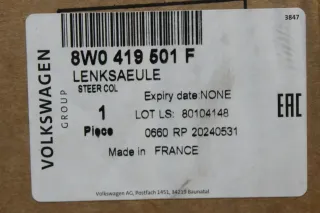 3847
VOLKSWAGEN
GROUP
8W0 419 501 F
LENKSAEULE
STEER COL
Expiry date:NONE
1
LOT LS: 80104148
Piece
0660 RP 20240531
Made in FRANCE
EAC
Volkswagen AG, Postfach 1451, 34219 Baunatal